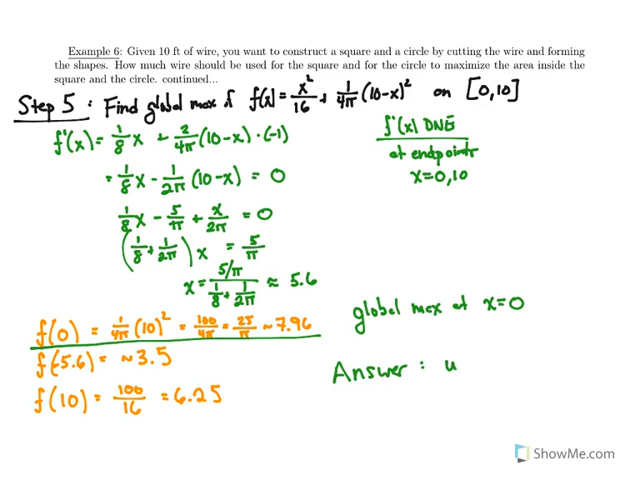 Example 6: Given 10 ft of wire, you want to construct a square and a circle by cutting the wire and forming
the shapes. How much wire should be used for the square and for the circle to maximize the area inside the
square and the circle. continued...
Step 5 : Find global max of f(x) = x²/16 + 1/4π (10-x)² on [0,10]
f'(x) = 1/8 x + 2/4π (10-x)·(-1)
f'(x) DNE
at endpoints
x=0,10
= 1/8 x - 1/2π (10-x) = 0
1/8 x - 5/π + x/2π = 0
(1/8 + 1/2π) x = 5/π
x = (5/π)/(1/8 + 1/2π) ≈ 5.6
f(0) = 1/4π (10)² = 100/4π = 25/π ~ 7.96
global max at x=0
f(~5.6) = ~3.5
Answer : u
f(10) = 100/16 = 6.25
ShowMe.com